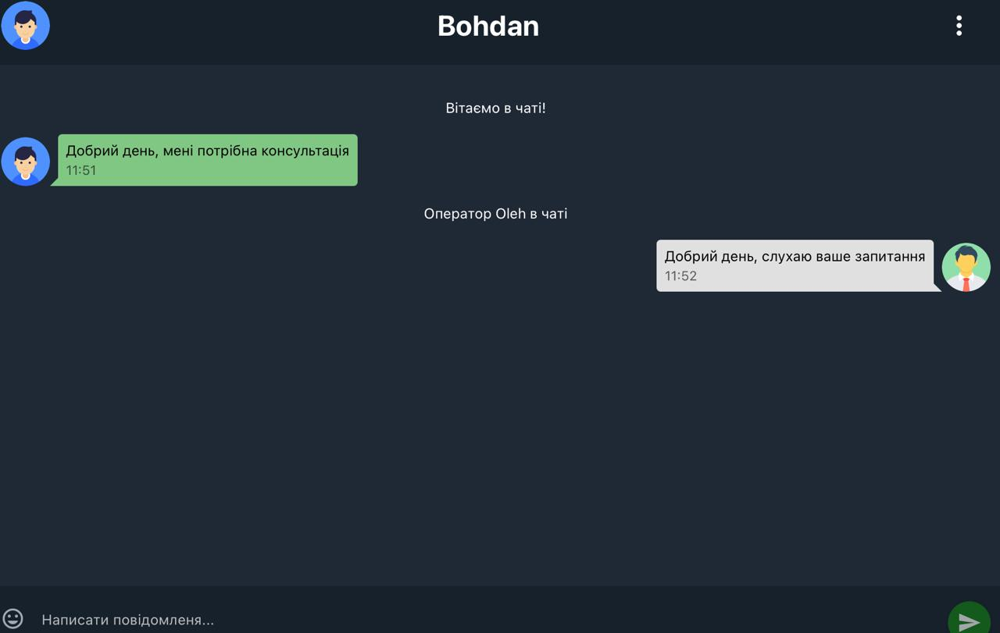 Bohdan
Вітаємо в чаті!
Добрий день, мені потрібна консультація
11:51
Оператор Oleh в чаті
Добрий день, слухаю ваше запитання
11:52
Написати повідомленя...